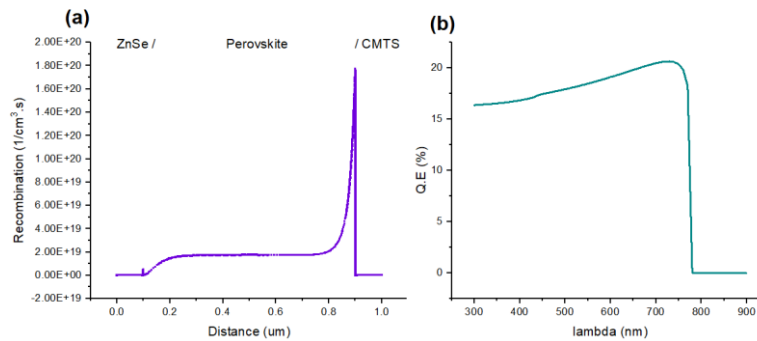 (a)
ZnSe / Perovskite / CMTS
2.00E+20
1.80E+20
1.60E+20
1.40E+20
1.20E+20
1.00E+20
8.00E+19
6.00E+19
4.00E+19
2.00E+19
0.00E+00
-2.00E+19
Recombination (1/cm³.s)
0.0 0.2 0.4 0.6 0.8 1.0
Distance (um)
(b)
20
15
10
5
0
Q.E (%)
300 400 500 600 700 800 900
lambda (nm)